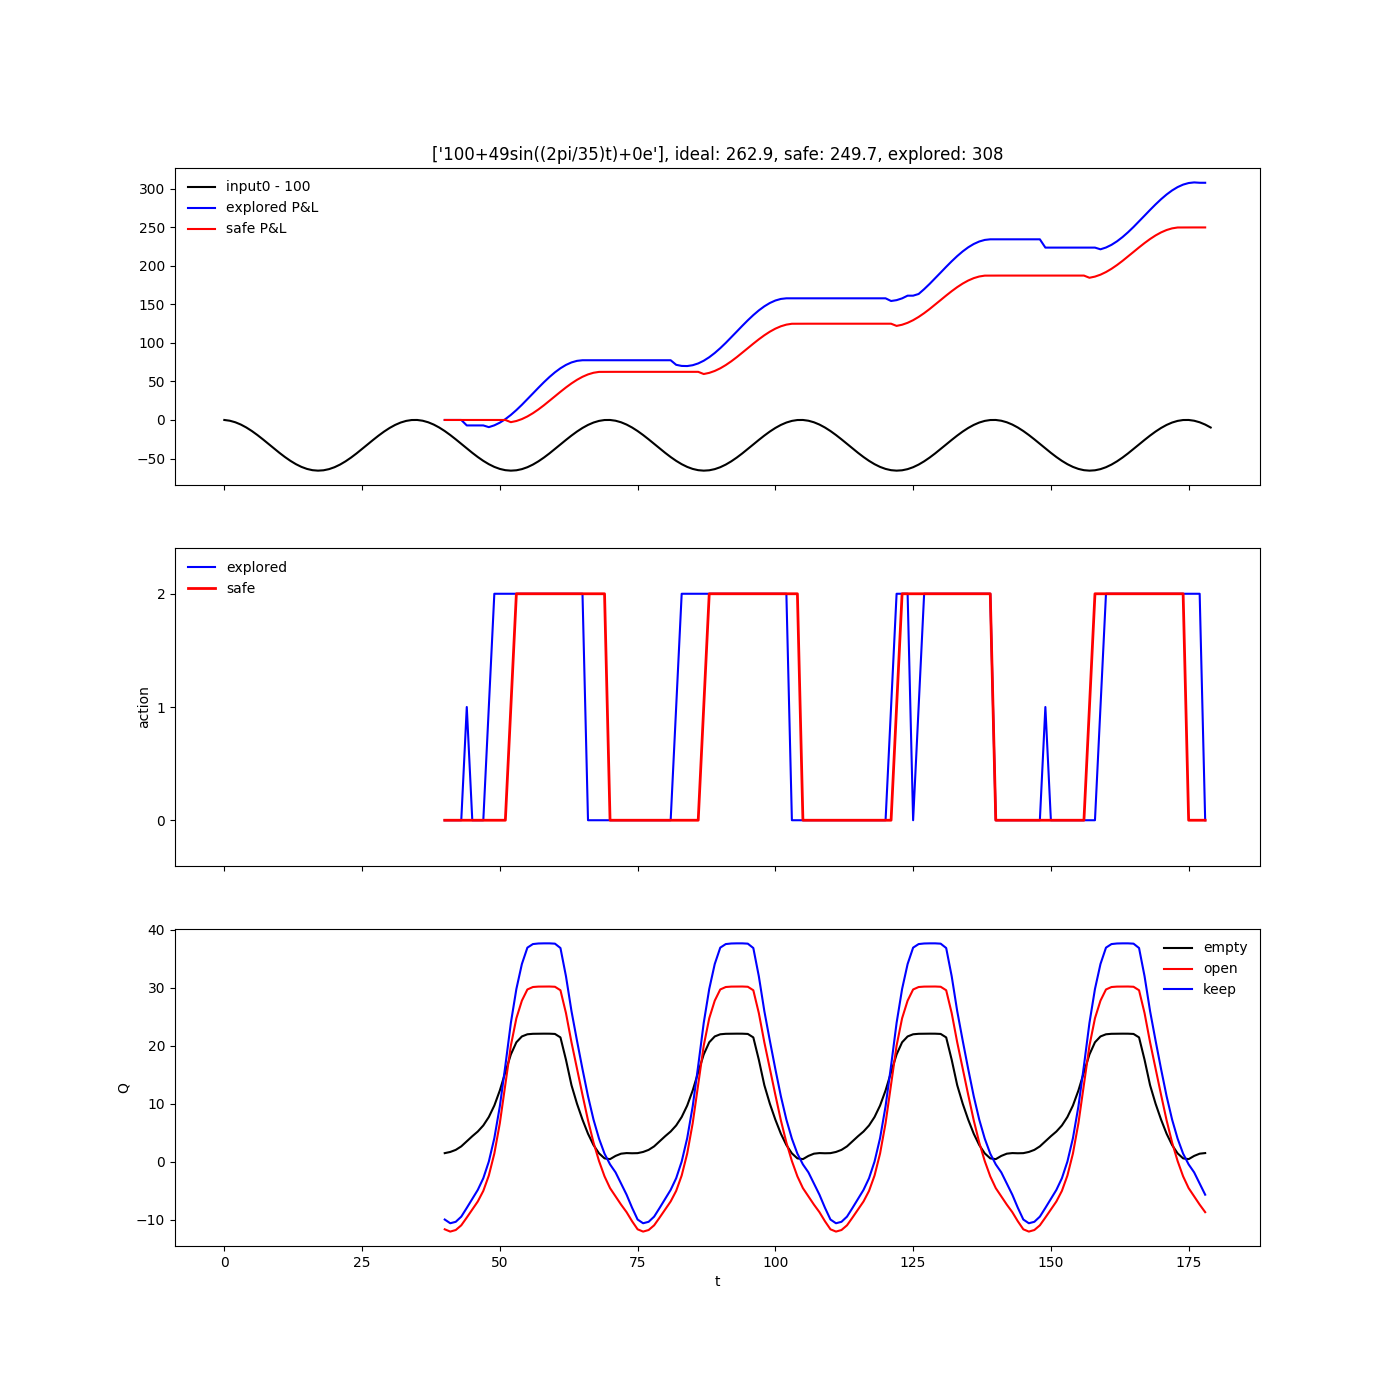 ['100+49sin((2pi/35)t)+0e'], ideal: 262.9, safe: 249.7, explored: 308
300
250
200
150
100
50
0
−50
input0 - 100
explored P&L
safe P&L
action
2
1
0
explored
safe
Q
40
30
20
10
0
−10
empty
open
keep
0 25 50 75 100 125 150 175
t